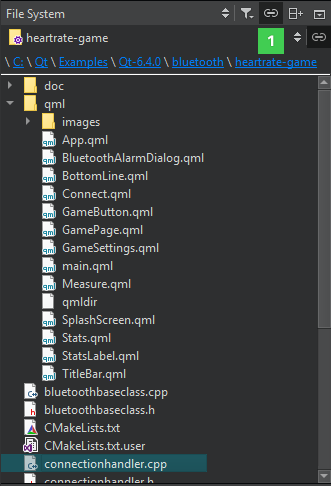 File System
heartrate-game
1
\ C: \ Qt \ Examples \ Qt-6.4.0 \ bluetooth \ heartrate-game
doc
qml
images
App.qml
BluetoothAlarmDialog.qml
BottomLine.qml
Connect.qml
GameButton.qml
GamePage.qml
GameSettings.qml
main.qml
Measure.qml
qmldir
SplashScreen.qml
Stats.qml
StatsLabel.qml
TitleBar.qml
bluetoothbaseclass.cpp
bluetoothbaseclass.h
CMakeLists.txt
CMakeLists.txt.user
connectionhandler.cpp
connectionhandler.h